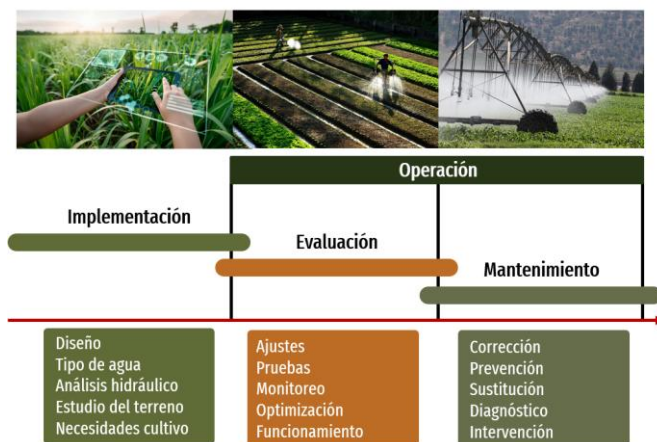 Operación
Implementación
Evaluación
Mantenimiento
Diseño
Tipo de agua
Análisis hidráulico
Estudio del terreno
Necesidades cultivo
Ajustes
Pruebas
Monitoreo
Optimización
Funcionamiento
Corrección
Prevención
Sustitución
Diagnóstico
Intervención